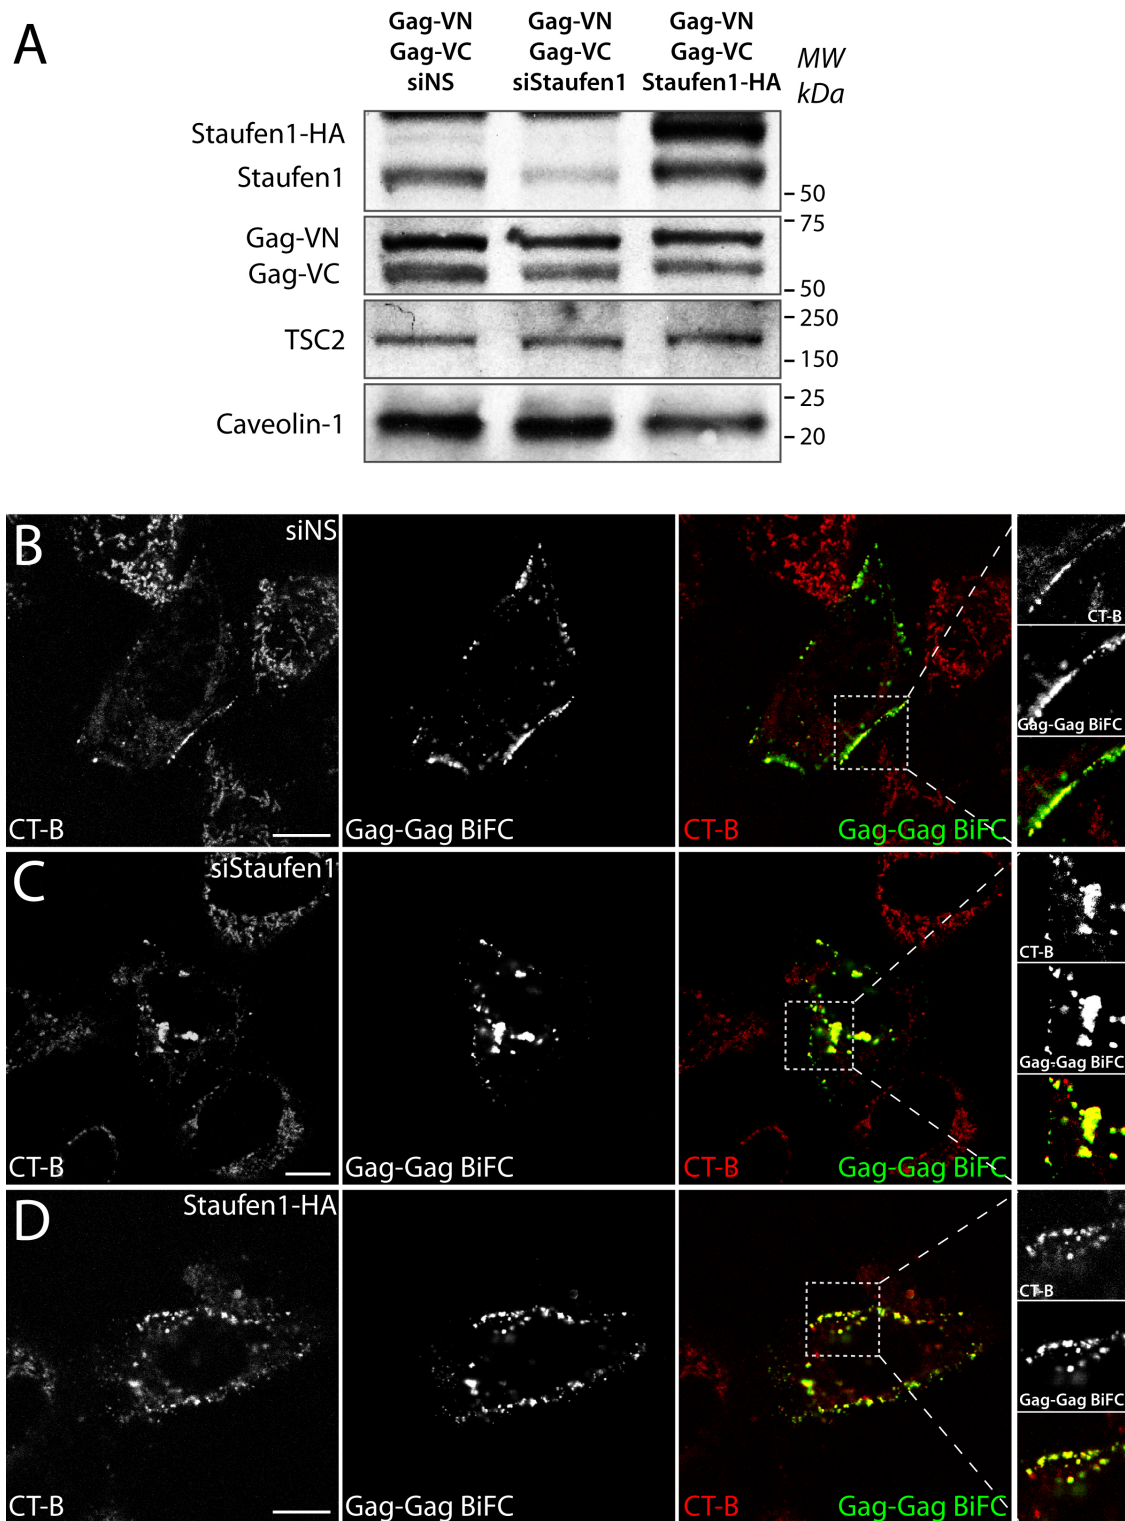 A
Gag-VN
Gag-VC
siNS
Gag-VN
Gag-VC
siStaufen1
Gag-VN
Gag-VC
Staufen1-HA
MW
kDa
Staufen1-HA
Staufen1
50
Gag-VN
Gag-VC
75
50
TSC2
250
150
Caveolin-1
25
20
B
siNS
CT-B
Gag-Gag BiFC
CT-B
Gag-Gag BiFC
CT-B
Gag-Gag BiFC
C
siStaufen1
CT-B
Gag-Gag BiFC
CT-B
Gag-Gag BiFC
CT-B
Gag-Gag BiFC
D
Staufen1-HA
CT-B
Gag-Gag BiFC
CT-B
Gag-Gag BiFC
CT-B
Gag-Gag BiFC